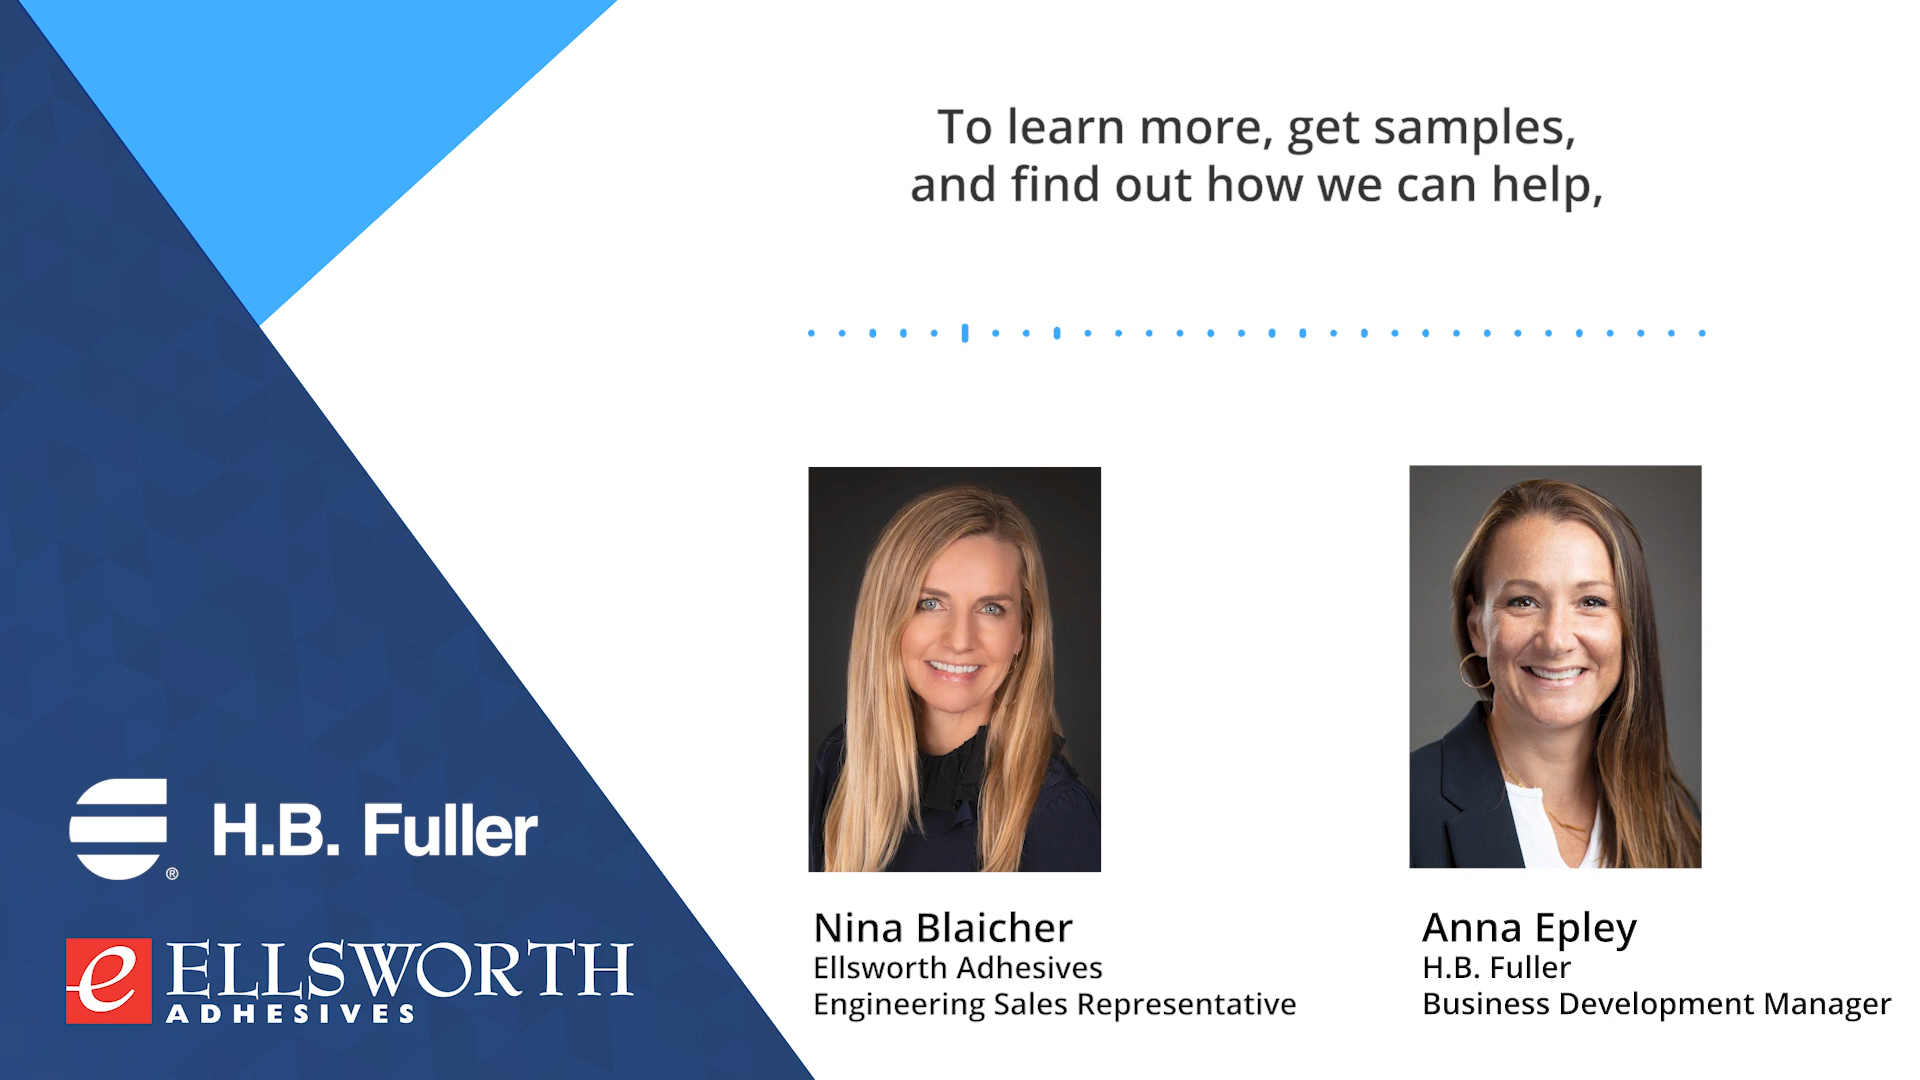 To learn more, get samples,
and find out how we can help,
Nina Blaicher
Ellsworth Adhesives
Engineering Sales Representative
Anna Epley
H.B. Fuller
Business Development Manager
® H.B. Fuller
e ELLSWORTH
ADHESIVES